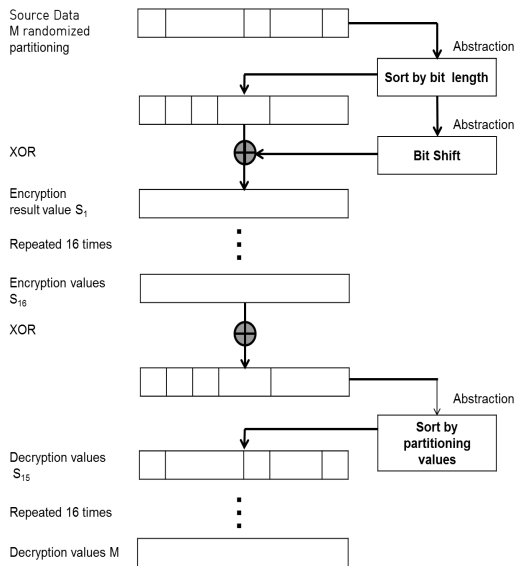 Source Data
M randomized
partitioning
Abstraction
Sort by bit length
Abstraction
XOR
Bit Shift
Encryption
result value S₁
Repeated 16 times
Encryption values
S₁₆
XOR
Abstraction
Sort by
partitioning
values
Decryption values
S₁₅
Repeated 16 times
Decryption values M